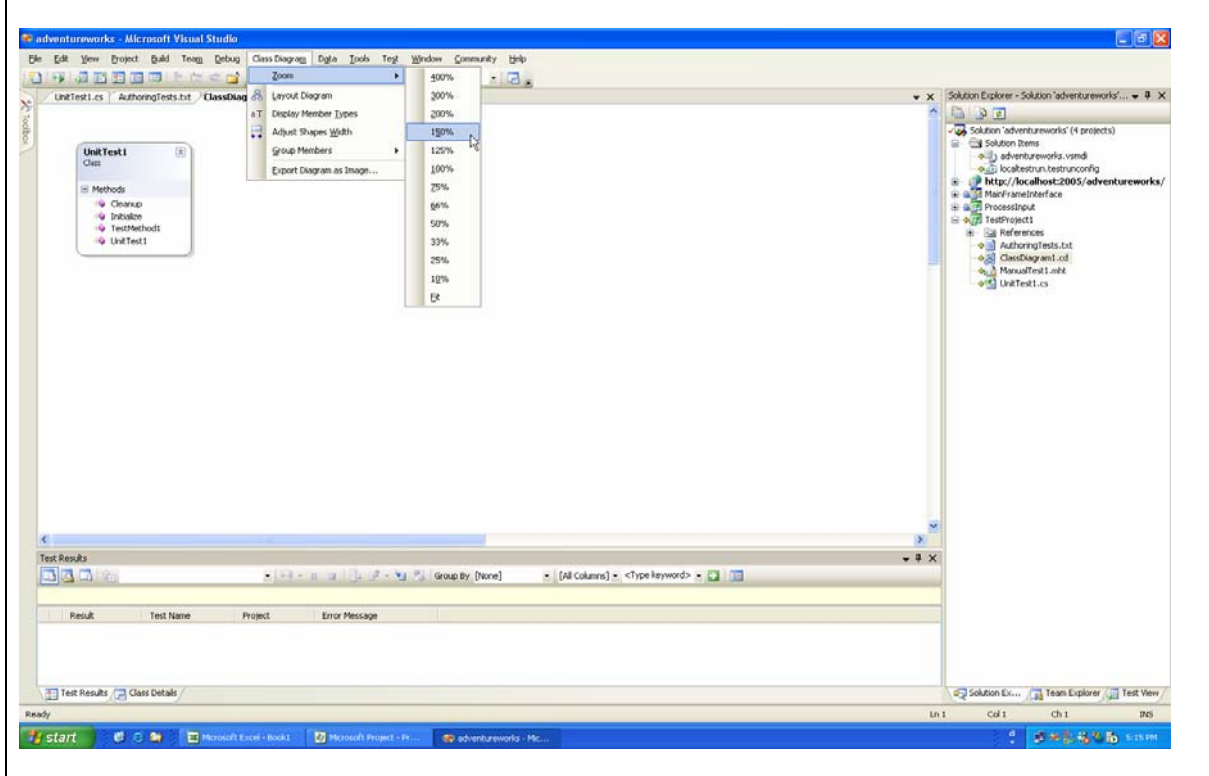 adventureworks - Microsoft Visual Studio
File Edit View Project Build Team Debug Class Diagram Data Tools Test Window Community Help
UnitTest1.cs AuthoringTests.txt ClassDiag
Zoom
Layout Diagram
Display Member Types
Adjust Shapes Width
Group Members
Export Diagram as Image...
400%
300%
200%
150%
125%
100%
75%
66%
50%
33%
25%
10%
Fit
Toolbox
UnitTest1
Class
Methods
Cleanup
Initialize
TestMethod1
UnitTest1
Solution Explorer - Solution 'adventureworks'...
Solution 'adventureworks' (4 projects)
Solution Items
adventureworks.vsmdi
localtestrun.testrunconfig
http://localhost:2005/adventureworks/
MainFrameInterface
ProcessInput
TestProject1
References
AuthoringTests.txt
ClassDiagram1.cd
ManualTest1.mht
UnitTest1.cs
Test Results
Group By [None] [All Columns] <Type keyword>
Result Test Name Project Error Message
Test Results Class Details
Solution Ex... Team Explorer Test View
Ready Ln 1 Col 1 Ch 1 INS
start Microsoft Excel - Book1 Microsoft Project - Pr... adventureworks - Mic... 5:15 PM